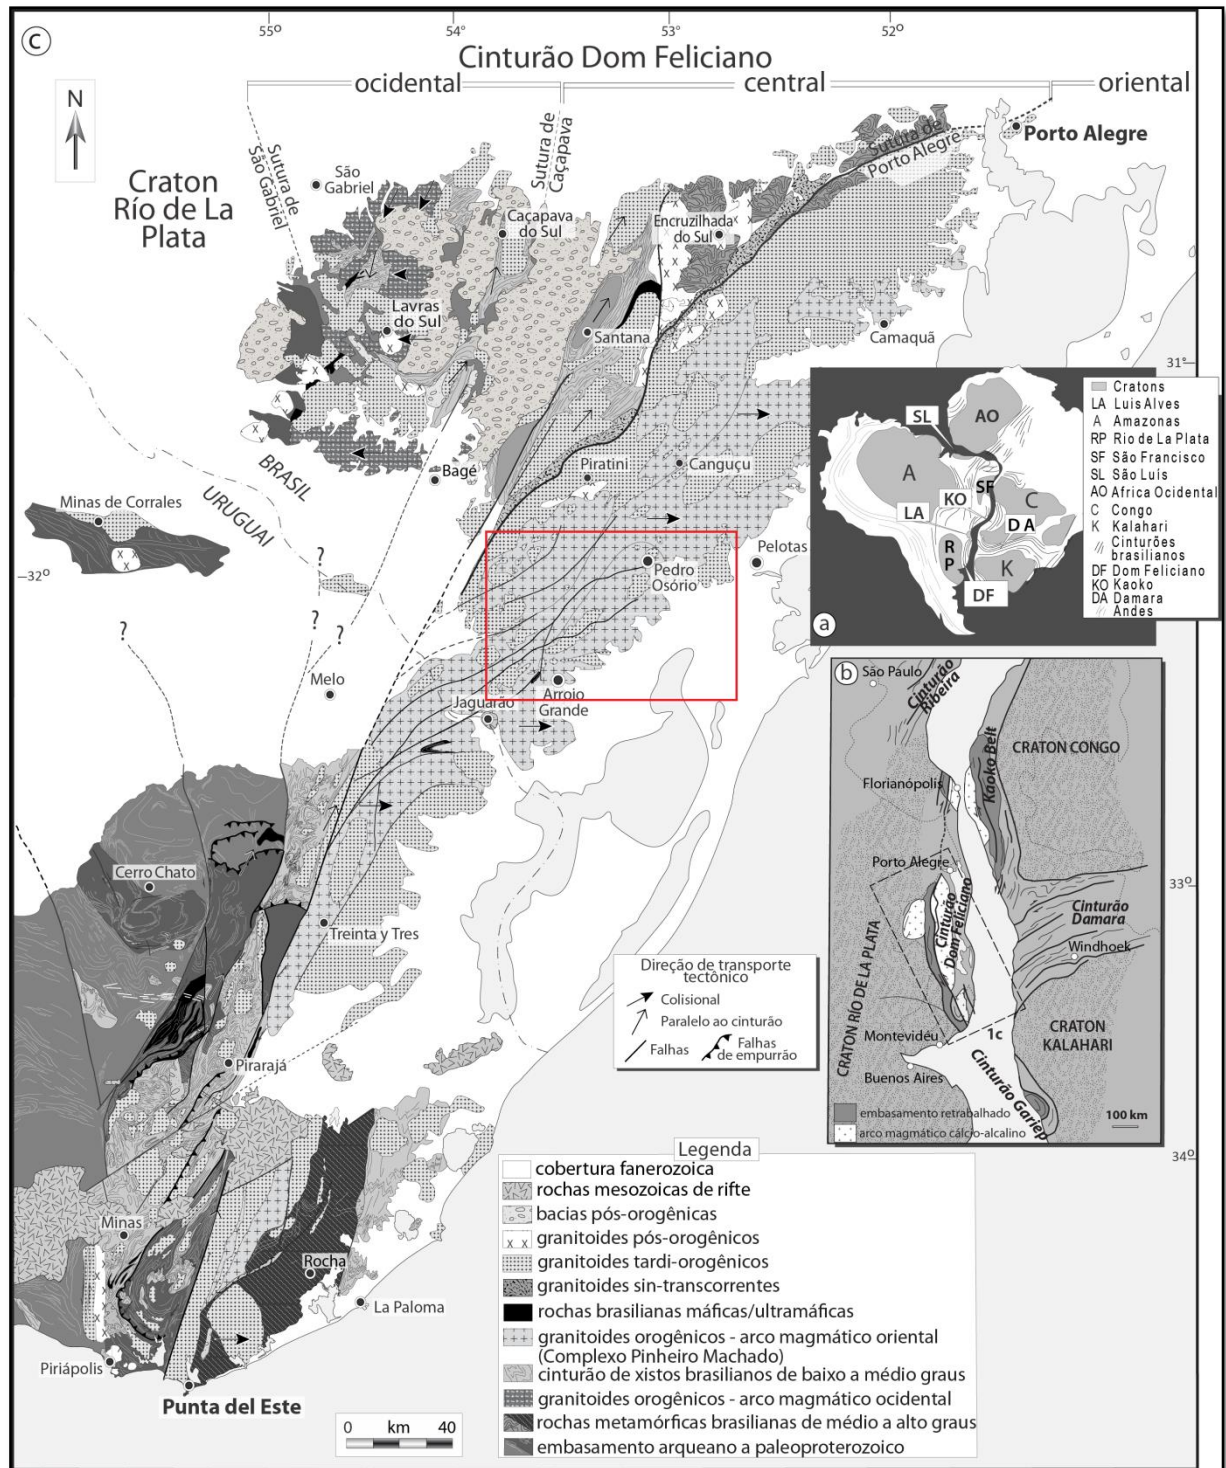 c
55º
54°
53°
52º
Cinturão Dom Feliciano
ocidental
central
oriental
N
Sutura de
São Gabriel
Sutura de
Caçapava
Sutura de
Porto Alegre
Porto Alegre
Craton
Río de La
Plata
São
Gabriel
Caçapava
do Sul
Encruzilhada
do Sul
Lavras
do Sul
Santana
Camaquã
31°
BRASIL
URUGUAI
Bagé
Piratini
Canguçu
Minas de Corrales
32º
Pedro
Osório
Pelotas
?
?
?
Melo
Arroio
Grande
Jaguarão
Cerro Chato
Treinta y Tres
33º
Pirarajá
34º
Minas
Rocha
La Paloma
Piriápolis
Punta del Este
0 km 40
SL
AO
A
KO
SF
C
LA
D A
R
P
K
DF
a
Cratons
LA Luis Alves
A Amazonas
RP Rio de La Plata
SF São Francisco
SL São Luís
AO Africa Ocidental
C Congo
K Kalahari
Cinturões
brasilianos
DF Dom Feliciano
KO Kaoko
DA Damara
Andes
b
São Paulo
Cinturão
Ribeira
Kaoko Belt
CRATON CONGO
Florianópolis
Porto Alegre
Cinturão
Dom Feliciano
Cinturão
Damara
Windhoek
CRATON RÍO DE LA PLATA
Montevidéu
1c
CRATON
KALAHARI
Buenos Aires
Cinturão Gariep
embasamento retrabalhado
arco magmático cálcio-alcalino
100 km
Direção de transporte
tectônico
Colisional
Paralelo ao cinturão
Falhas
Falhas
de empurrão
Legenda
cobertura fanerozoica
rochas mesozoicas de rifte
bacias pós-orogênicas
granitoides pós-orogênicos
granitoides tardi-orogênicos
granitoides sin-transcorrentes
rochas brasilianas máficas/ultramáficas
granitoides orogênicos - arco magmático oriental
(Complexo Pinheiro Machado)
cinturão de xistos brasilianos de baixo a médio graus
granitoides orogênicos - arco magmático ocidental
rochas metamórficas brasilianas de médio a alto graus
embasamento arqueano a paleoproterozoico